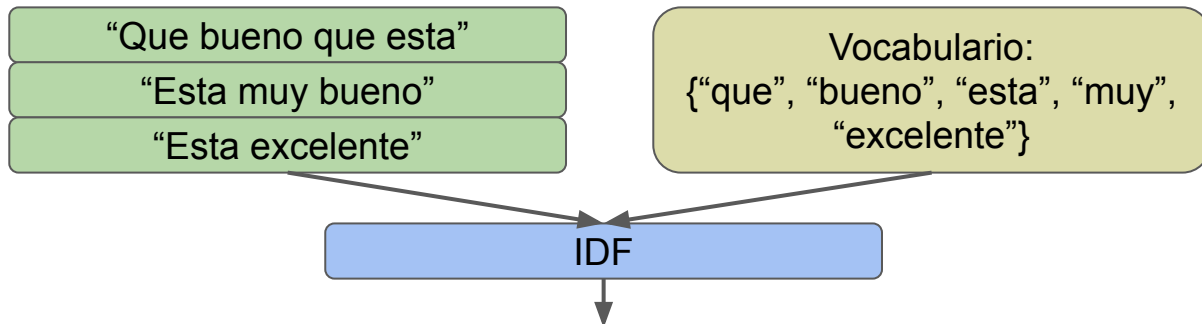 “Que bueno que esta”
“Esta muy bueno”
“Esta excelente”
Vocabulario:
{“que”, “bueno”, “esta”, “muy”,
“excelente”}
IDF